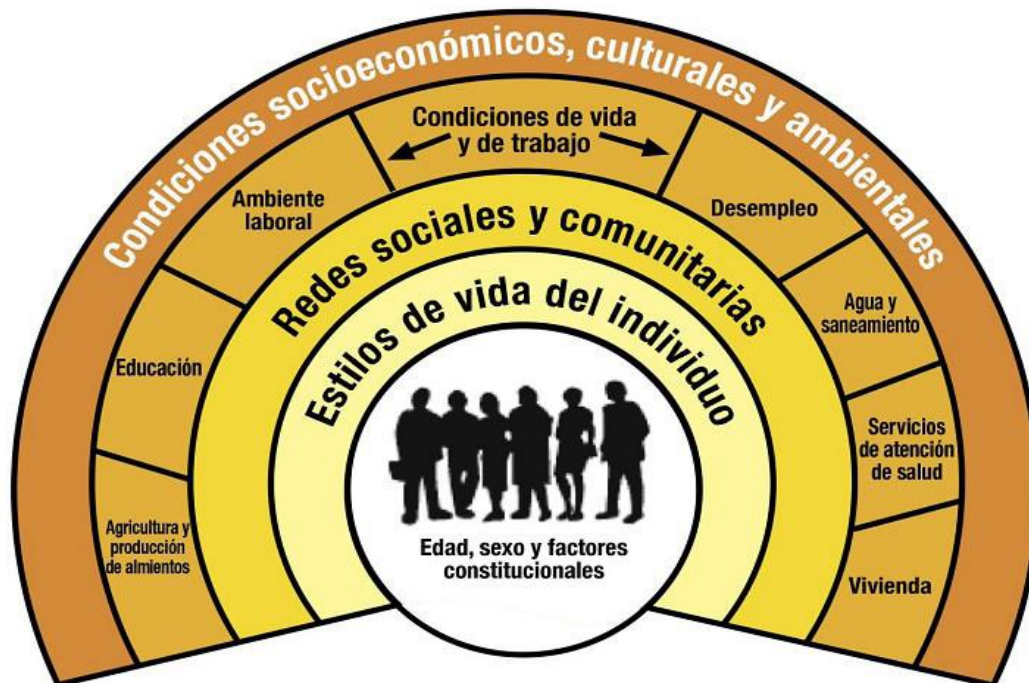 Condiciones socioeconómicos, culturales y ambientales
Condiciones de vida
y de trabajo
Ambiente
laboral
Desempleo
Redes sociales y comunitarias
Agua y
saneamiento
Estilos de vida del individuo
Educación
Servicios
de atención
de salud
Agricultura y
producción
de almientos
Edad, sexo y factores
constitucionales
Vivienda